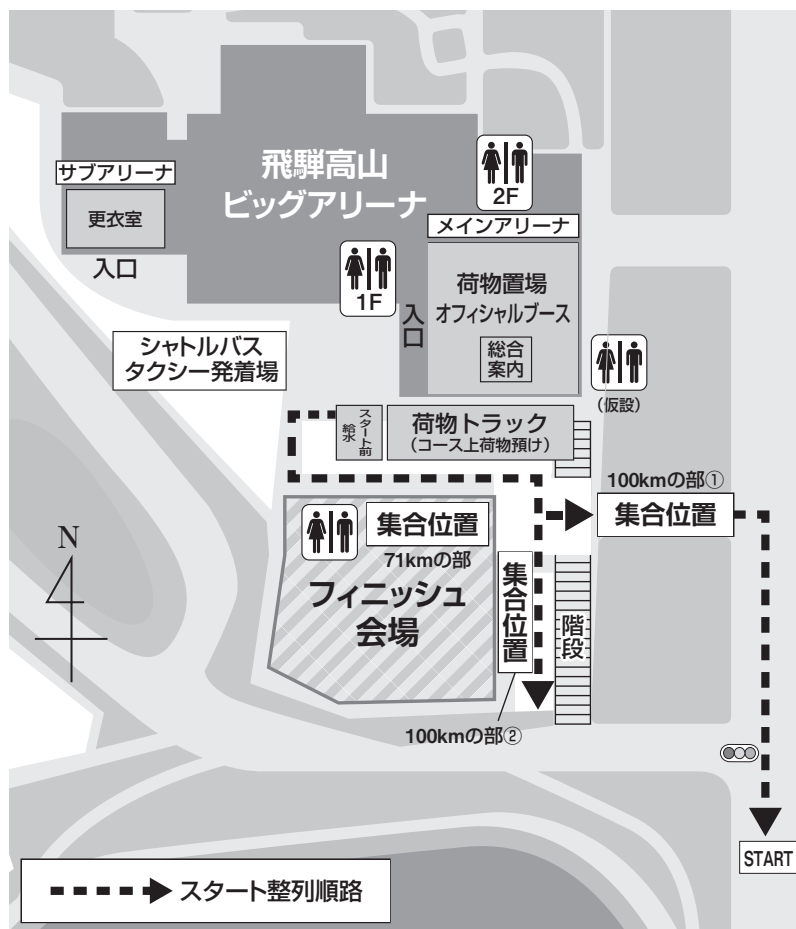 飛騨高山
ビッグアリーナ
サブアリーナ
更衣室
入口
2F
メインアリーナ
1F
入口
荷物置場
オフィシャルブース
総合
案内
シャトルバス
タクシー発着場
(仮設)
スタート前
給水
荷物トラック
(コース上荷物預け)
100kmの部①
集合位置
集合位置
71kmの部
フィニッシュ
会場
集合位置
階段
100kmの部②
N
START
スタート整列順路